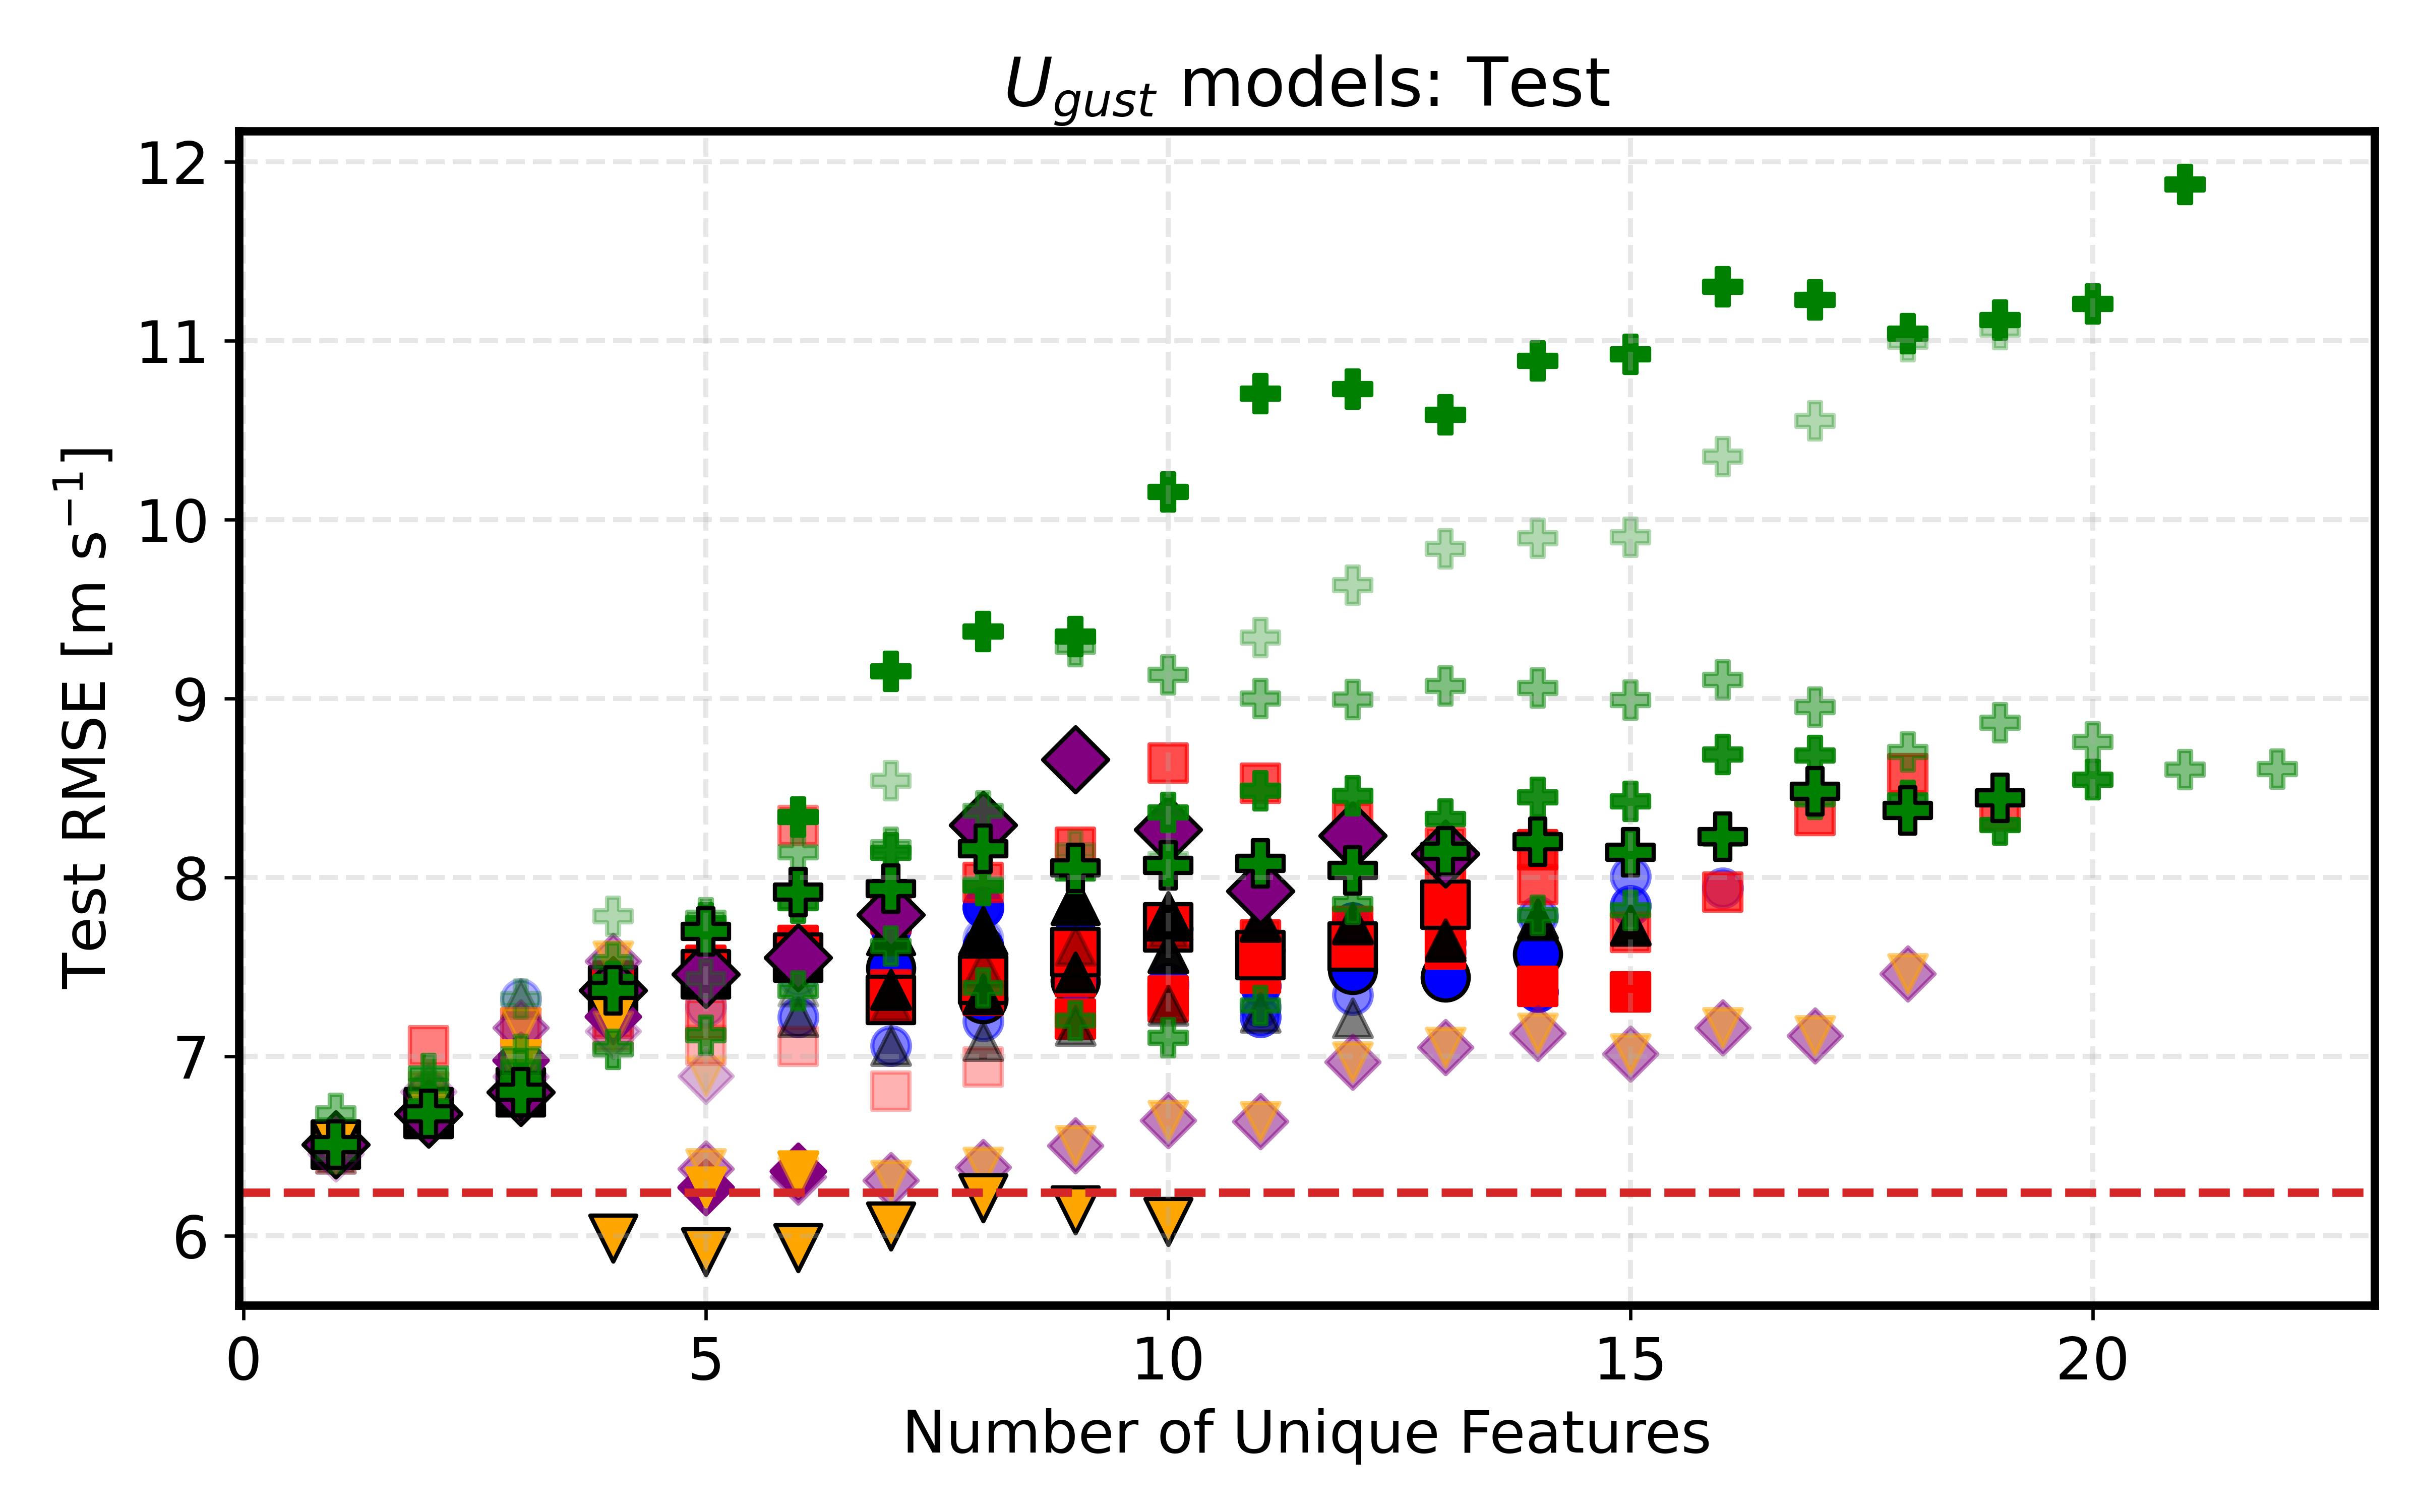 U_gust models: Test
Test RMSE [m s⁻¹]
12
11
10
9
8
7
6
0 5 10 15 20
Number of Unique Features